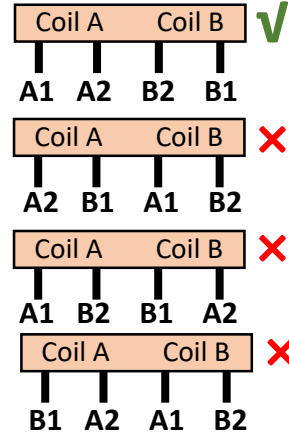 Coil A Coil B √
A1 A2 B2 B1
Coil A Coil B ×
A2 B1 A1 B2
Coil A Coil B ×
A1 B2 B1 A2
Coil A Coil B ×
B1 A2 A1 B2